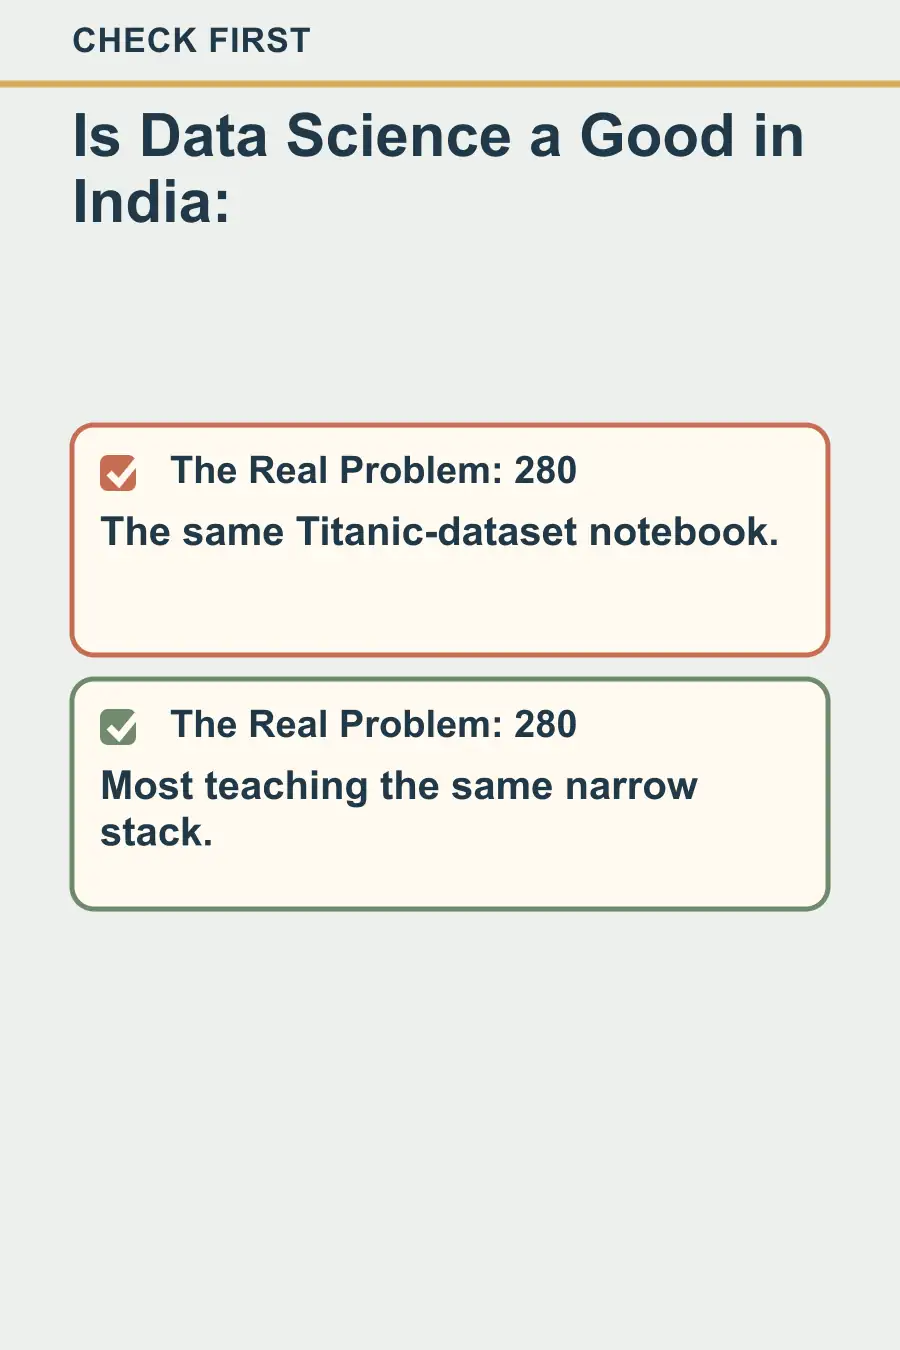 CHECK FIRST
Is Data Science a Good in
India:
The Real Problem: 280
The same Titanic-dataset notebook.
The Real Problem: 280
Most teaching the same narrow
stack.